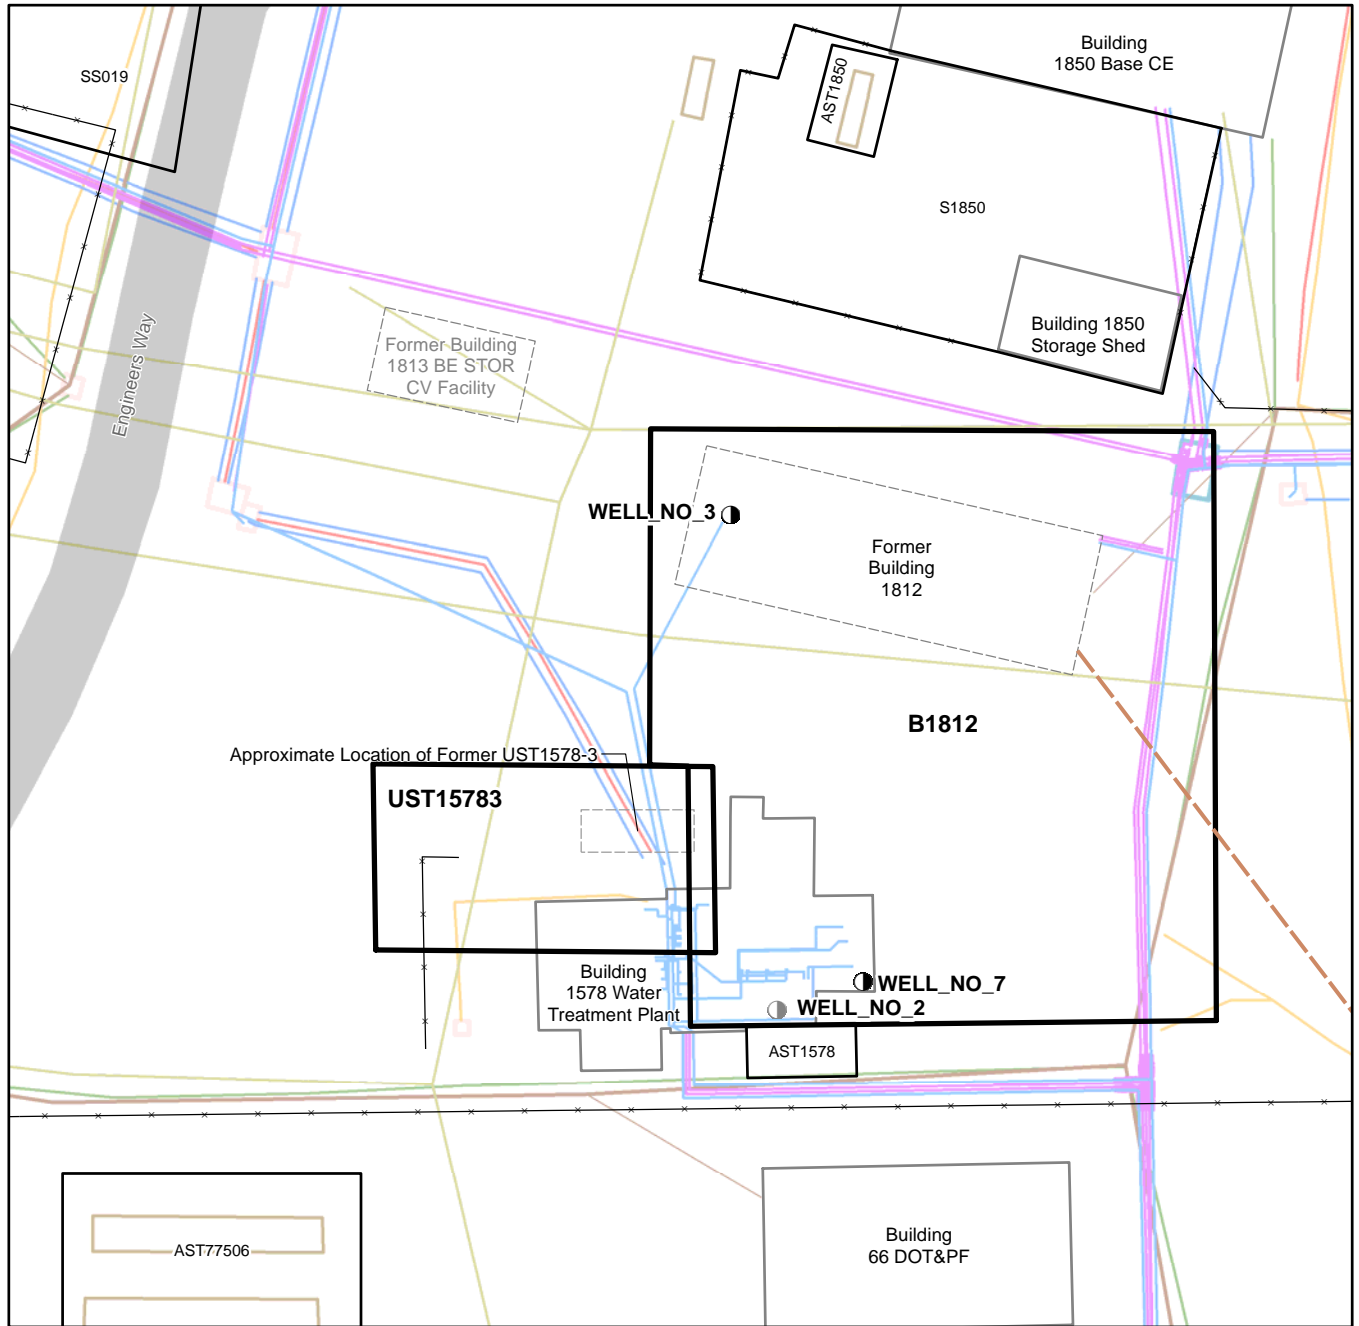 Building
1850 Base CE
SS019
AST1850
S1850
Building 1850
Storage Shed
Engineers Way
Former Building
1813 BE STOR
CV Facility
WELL_NO_3
Former
Building
1812
B1812
Approximate Location of Former UST1578-3
UST15783
Building
1578 Water
Treatment Plant
WELL_NO_7
WELL_NO_2
AST1578
AST77506
Building
66 DOT&PF